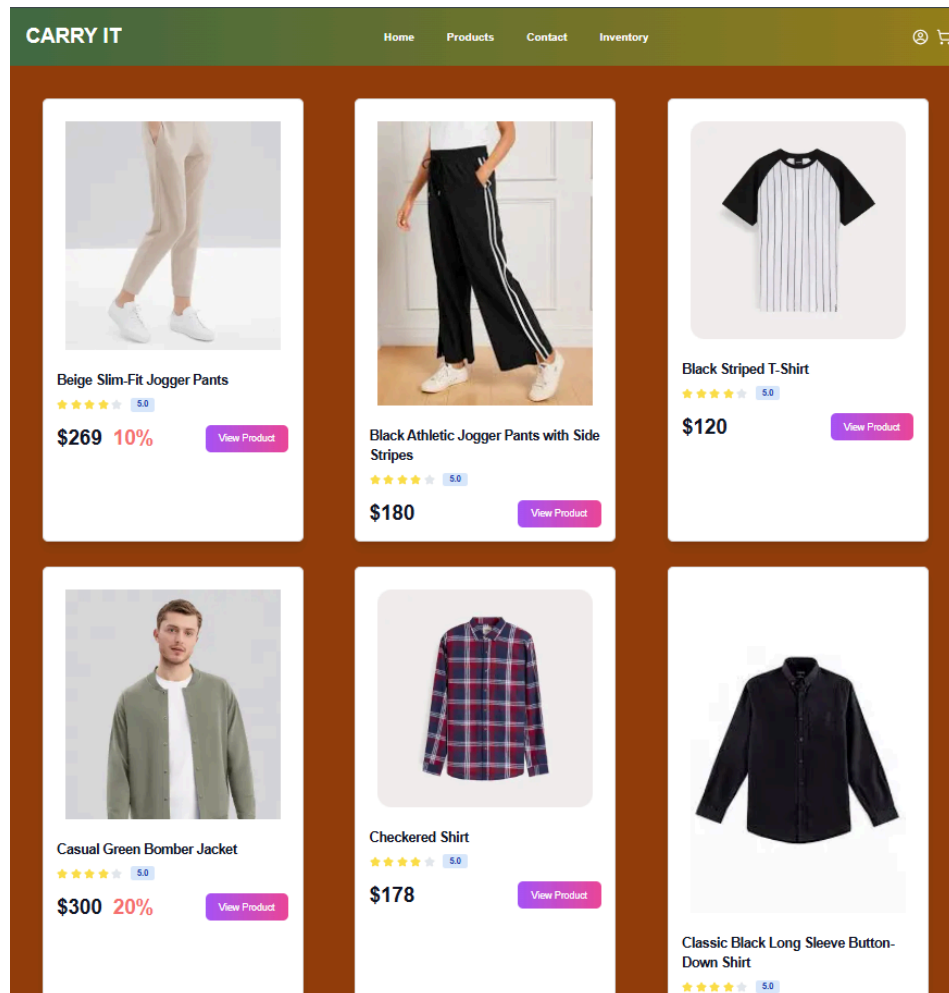 CARRY IT
Home Products Contact Inventory
Beige Slim-Fit Jogger Pants
5.0
$269 10%
View Product
Black Athletic Jogger Pants with Side
Stripes
5.0
$180
View Product
Black Striped T-Shirt
5.0
$120
View Product
Casual Green Bomber Jacket
5.0
$300 20%
View Product
Checkered Shirt
5.0
$178
View Product
Classic Black Long Sleeve Button-
Down Shirt
5.0